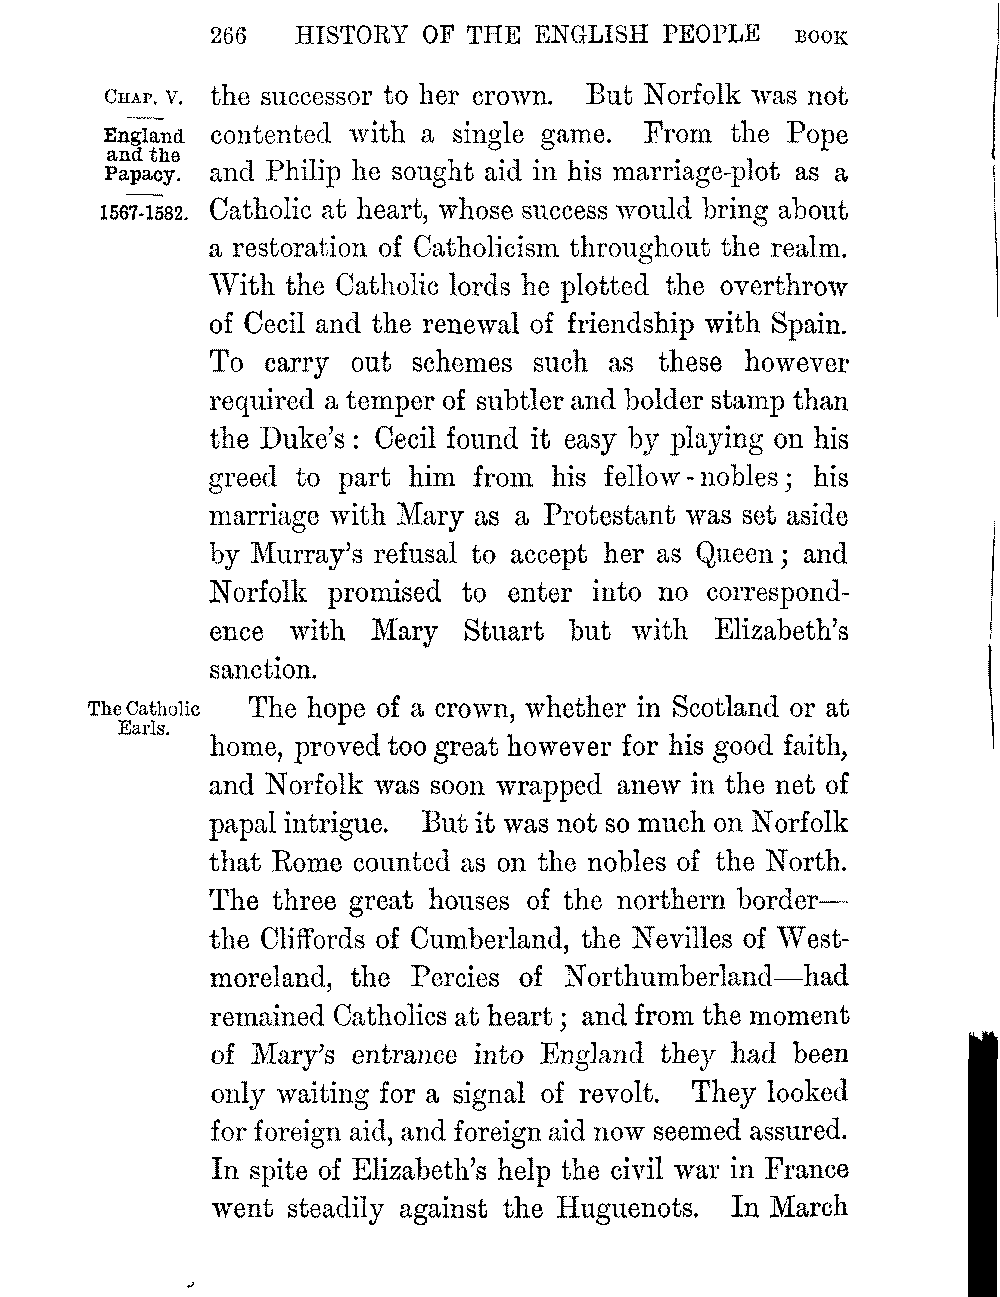 266 HISTORY OF THE ENGLISH PEOPLE BOOK
CHAP. V.
England
and the
Papacy.
1567-1582.
the successor to her crown. But Norfolk was not
contented with a single game. From the Pope
and Philip he sought aid in his marriage-plot as a
Catholic at heart, whose success would bring about
a restoration of Catholicism throughout the realm.
With the Catholic lords he plotted the overthrow
of Cecil and the renewal of friendship with Spain.
To carry out schemes such as these however
required a temper of subtler and bolder stamp than
the Duke's: Cecil found it easy by playing on his
greed to part him from his fellow-nobles; his
marriage with Mary as a Protestant was set aside
by Murray's refusal to accept her as Queen; and
Norfolk promised to enter into no correspond-
ence with Mary Stuart but with Elizabeth's
sanction.
The Catholic
Earls.
The hope of a crown, whether in Scotland or at
home, proved too great however for his good faith,
and Norfolk was soon wrapped anew in the net of
papal intrigue. But it was not so much on Norfolk
that Rome counted as on the nobles of the North.
The three great houses of the northern border—
the Cliffords of Cumberland, the Nevilles of West-
moreland, the Percies of Northumberland—had
remained Catholics at heart; and from the moment
of Mary's entrance into England they had been
only waiting for a signal of revolt. They looked
for foreign aid, and foreign aid now seemed assured.
In spite of Elizabeth's help the civil war in France
went steadily against the Huguenots. In March